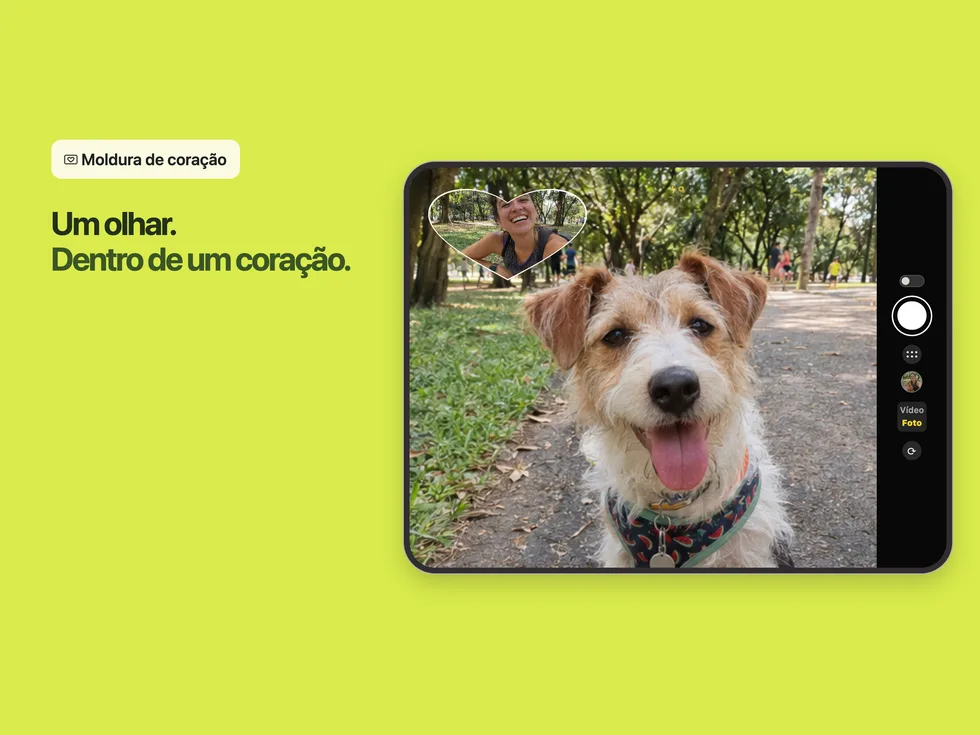 Moldura de coração
Um olhar.
Dentro de um coração.
Vídeo
Foto